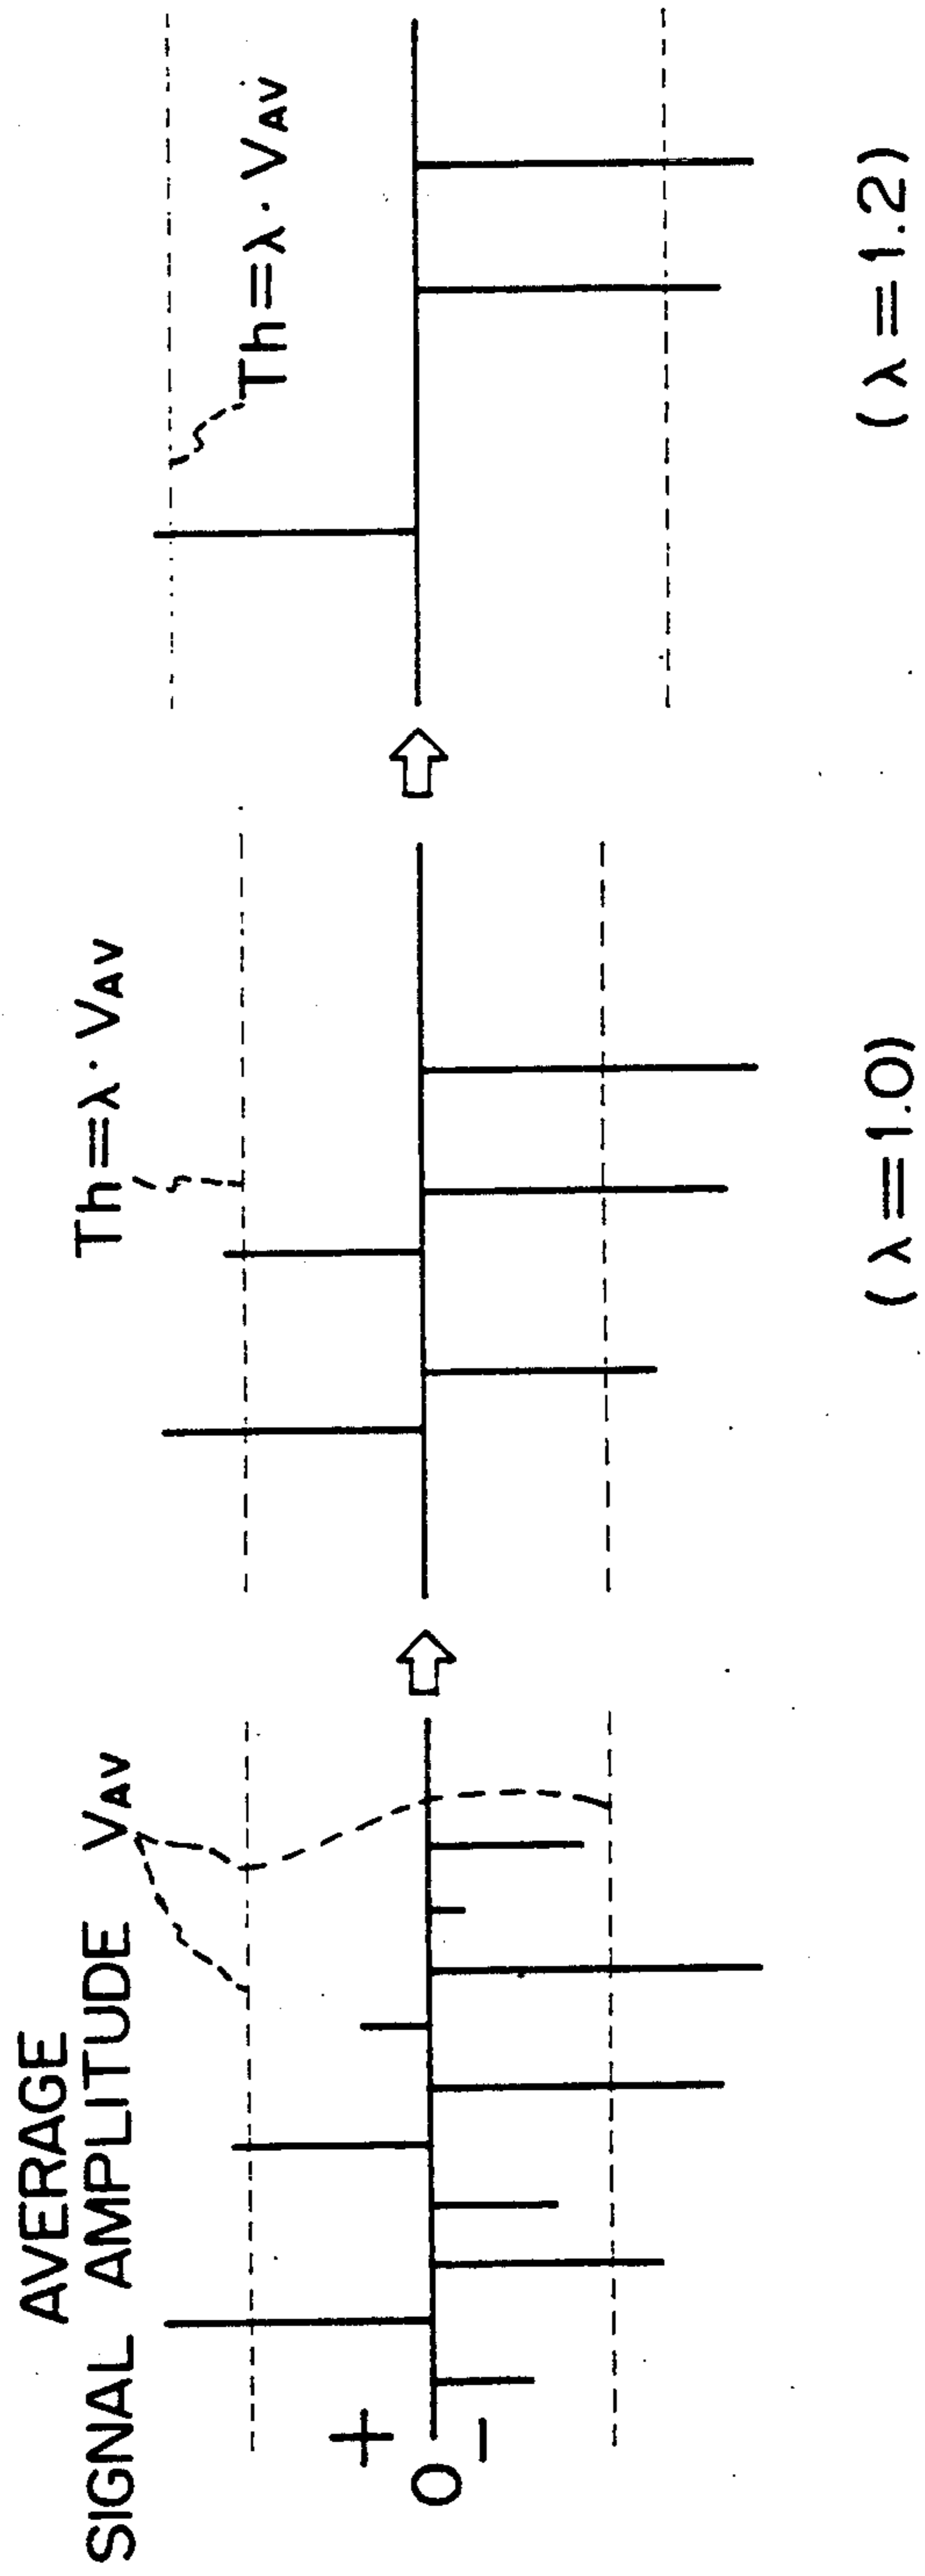 AVERAGE
SIGNAL AMPLITUDE VAV
+
0
−
Th=λ·VAV
(λ=1.0)
Th=λ·VAV
(λ=1.2)